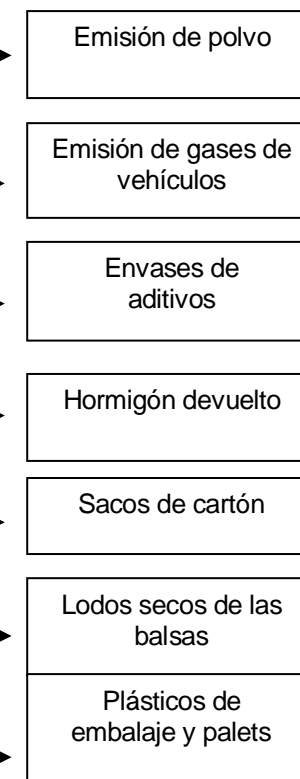 Emisión de polvo
Emisión de gases de
vehículos
Envases de
aditivos
Hormigón devuelto
Sacos de cartón
Lodos secos de las
balsas
Plásticos de
embalaje y palets